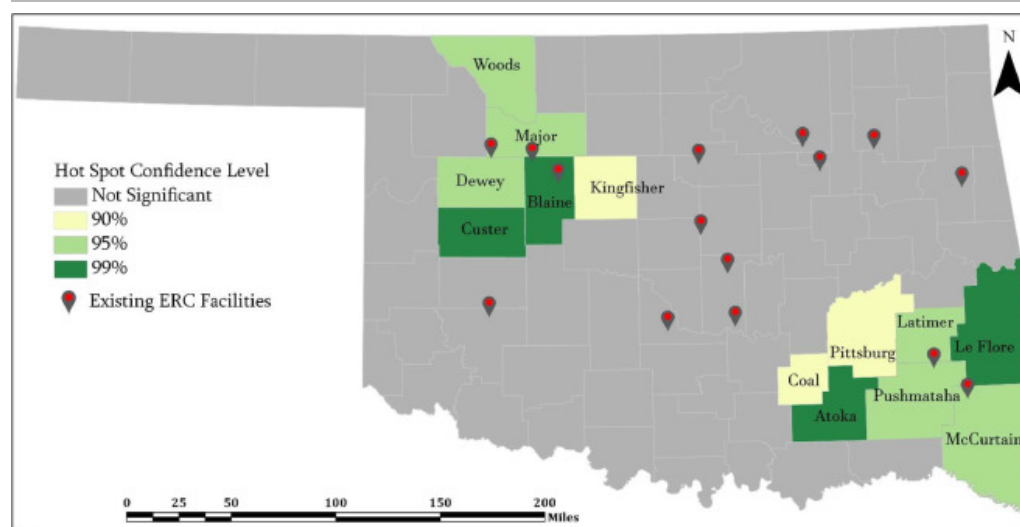 N
Woods
Major
Dewey
Blaine
Kingfisher
Custer
Hot Spot Confidence Level
Not Significant
90%
95%
99%
Existing ERC Facilities
Latimer
Le Flore
Pittsburg
Coal
Pushmataha
Atoka
McCurtain
0 25 50 100 150 200
Miles